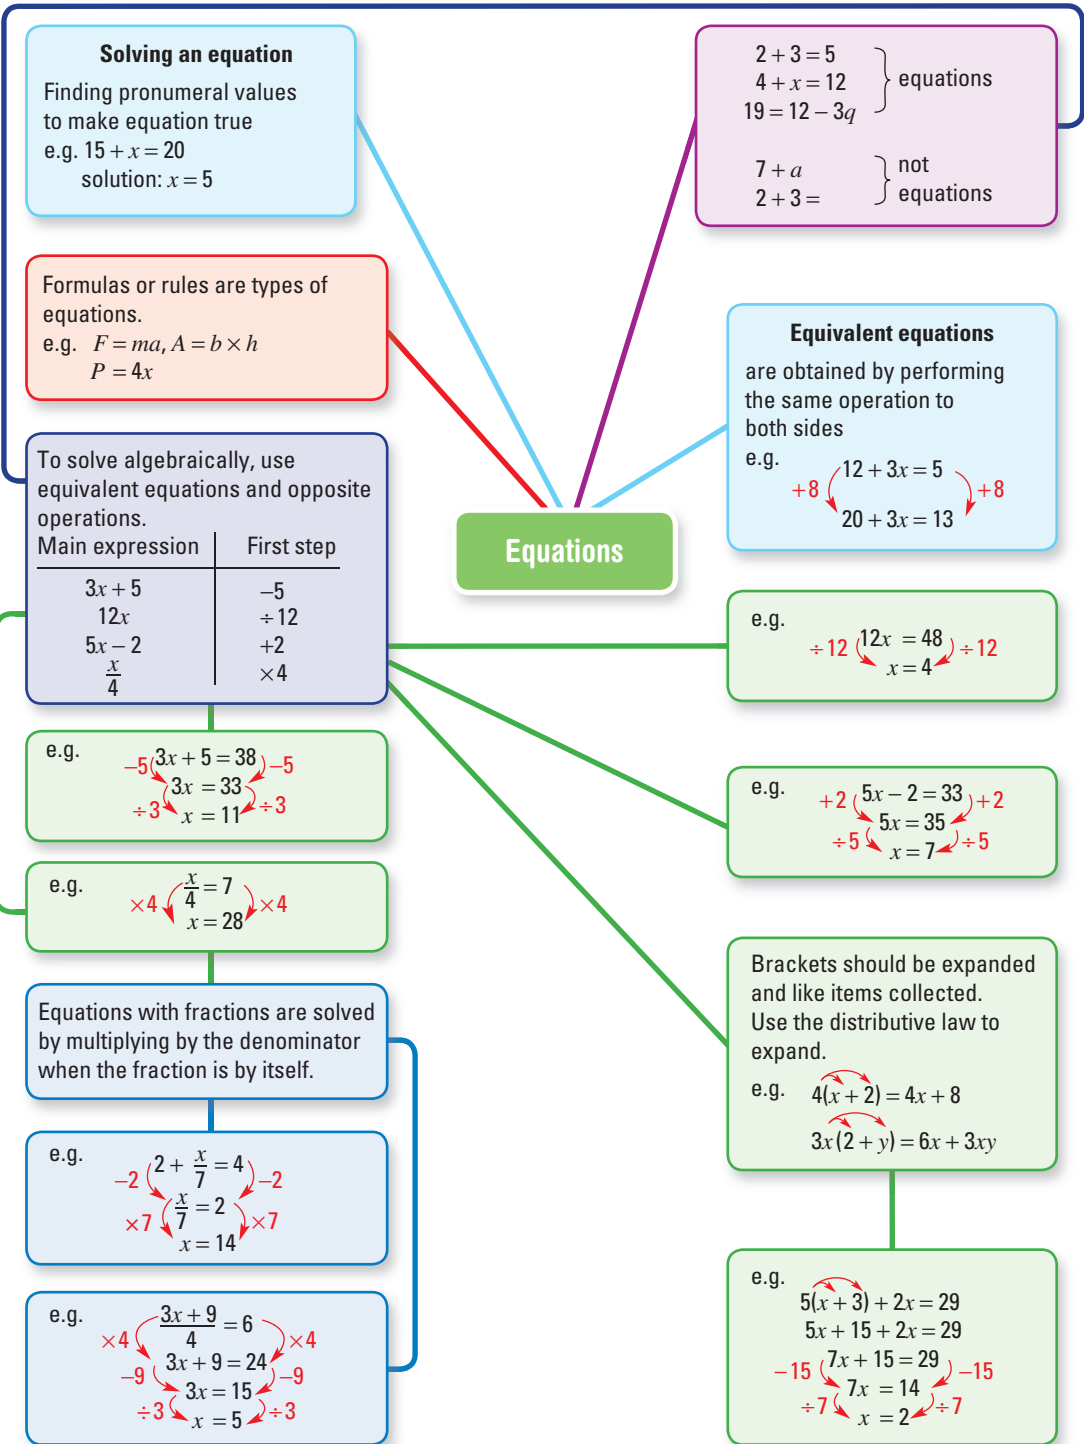 Solving an equation
Finding pronumeral values
to make equation true
e.g. 15 + x = 20
solution: x = 5
2 + 3 = 5
4 + x = 12
19 = 12 − 3q
equations
7 + a
2 + 3 =
not
equations
Formulas or rules are types of
equations.
e.g. F = ma, A = b × h
P = 4x
Equivalent equations
are obtained by performing
the same operation to
both sides
e.g.
12 + 3x = 5
+8 +8
20 + 3x = 13
To solve algebraically, use
equivalent equations and opposite
operations.
Main expression First step
3x + 5 −5
12x ÷12
5x − 2 +2
x/4 ×4
Equations
e.g.
12x = 48
÷12 ÷12
x = 4
e.g.
3x + 5 = 38
−5 −5
3x = 33
÷3 ÷3
x = 11
e.g.
5x − 2 = 33
+2 +2
5x = 35
÷5 ÷5
x = 7
e.g.
x/4 = 7
×4 ×4
x = 28
Equations with fractions are solved
by multiplying by the denominator
when the fraction is by itself.
e.g.
2 + x/7 = 4
−2 −2
x/7 = 2
×7 ×7
x = 14
e.g.
(3x + 9)/4 = 6
×4 ×4
3x + 9 = 24
−9 −9
3x = 15
÷3 ÷3
x = 5
Brackets should be expanded
and like items collected.
Use the distributive law to
expand.
e.g. 4(x + 2) = 4x + 8
3x(2 + y) = 6x + 3xy
e.g.
5(x + 3) + 2x = 29
5x + 15 + 2x = 29
7x + 15 = 29
−15 −15
7x = 14
÷7 ÷7
x = 2